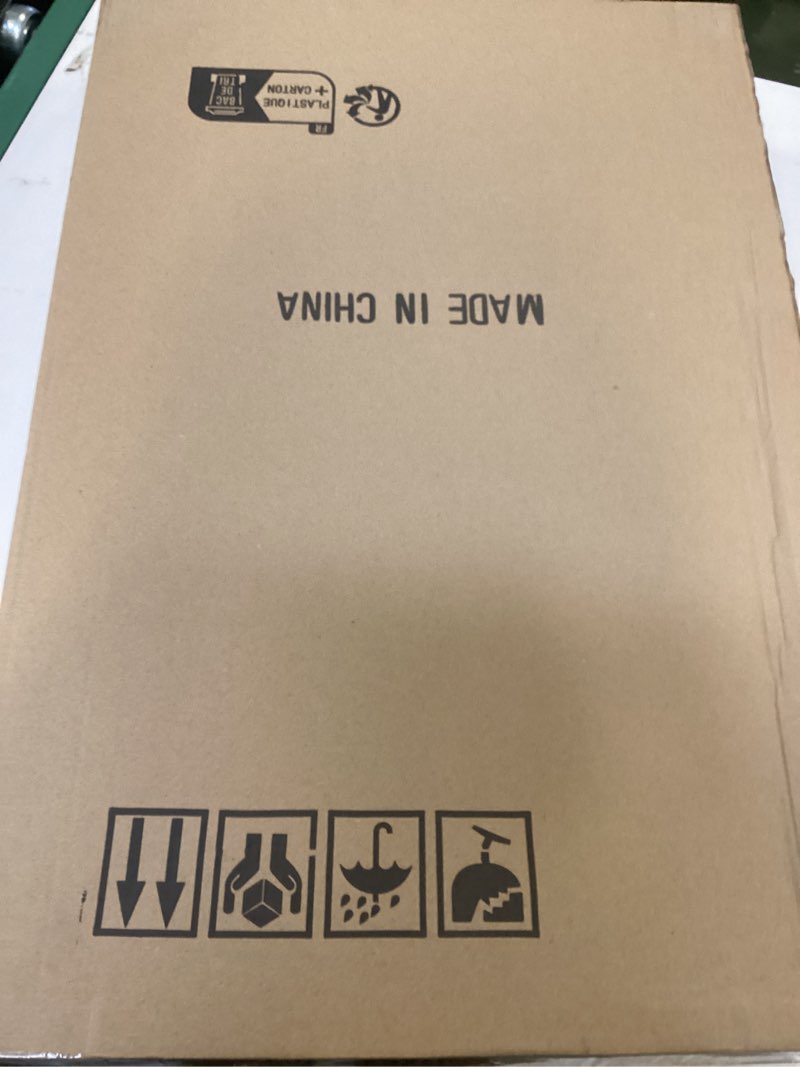 MADE IN CHINA
FR
PLASTIQUE
+ CARTON
BAC
DE
TRI